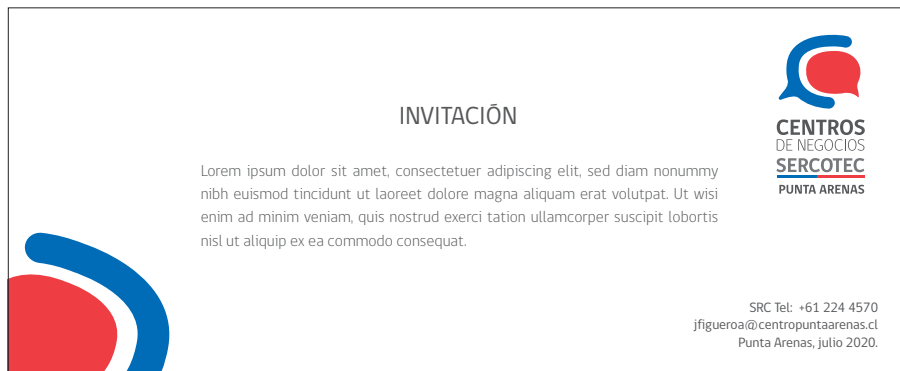 INVITACIÓN
Lorem ipsum dolor sit amet, consectetuer adipiscing elit, sed diam nonummy
nibh euismod tincidunt ut laoreet dolore magna aliquam erat volutpat. Ut wisi
enim ad minim veniam, quis nostrud exerci tation ullamcorper suscipit lobortis
nisl ut aliquip ex ea commodo consequat.
CENTROS
DE NEGOCIOS
SERCOTEC
PUNTA ARENAS
SRC Tel: +61 224 4570
jfigueroa@centropuntaarenas.cl
Punta Arenas, julio 2020.